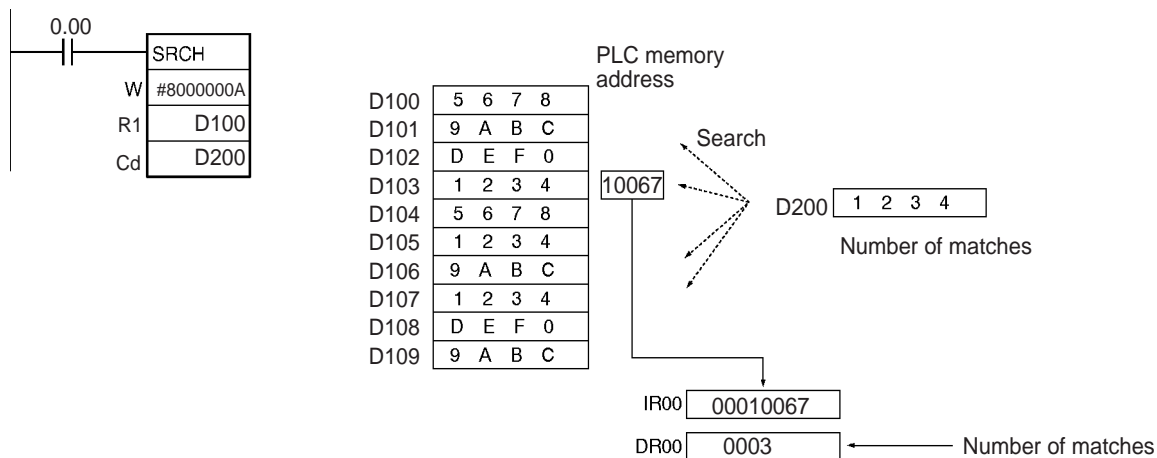 0.00
SRCH
W #8000000A
R1 D100
Cd D200
PLC memory
address
D100 5 6 7 8
D101 9 A B C
D102 D E F 0
D103 1 2 3 4
D104 5 6 7 8
D105 1 2 3 4
D106 9 A B C
D107 1 2 3 4
D108 D E F 0
D109 9 A B C
10067
Search
D200 1 2 3 4
Number of matches
IR00 00010067
DR00 0003
Number of matches